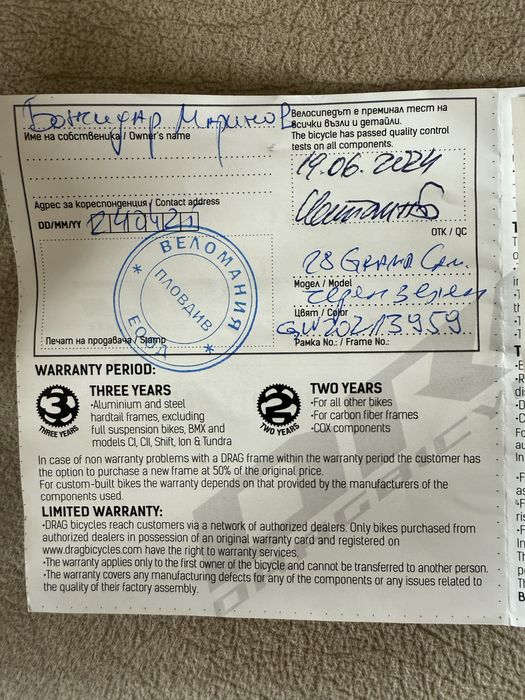 Божидар Маринов
Име на собственика / Owner's name
Адрес за кореспонденция / Contact address
DD/MM/YY 240421
ВЕЛОМАНИЯ
ПЛОВДИВ
ЕООД
Печат на продавача / Stamp
Велосипедът е преминал тест на
всички възли и детайли.
The bicycle has passed quality control
tests on all components.
19.06.2021
ОТК / QC
28 GRAND CAN.
Модел / Model
черен зелен
Цвят / Color
GW20213959
Рамка No.: / Frame No.:
WARRANTY PERIOD:
3
THREE YEARS
THREE YEARS
•Aluminium and steel
hardtail frames, excluding
full suspension bikes, BMX and
models CI, CII, Shift, Ion & Tundra
2
TWO YEARS
TWO YEARS
•For all other bikes
•For carbon fiber frames
•COX components
In case of non warranty problems with a DRAG frame within the warranty period the customer has
the option to purchase a new frame at 50% of the original price.
For custom-built bikes the warranty depends on that provided by the manufacturers of the
components used.
LIMITED WARRANTY:
•DRAG bicycles reach customers via a network of authorized dealers. Only bikes purchased from
authorized dealers in possession of an original warranty card and registered on
www.dragbicycles.com have the right to warranty services.
•The warranty applies only to the first owner of the bicycle and cannot be transferred to another person.
•The warranty covers any manufacturing defects for any of the components or any issues related to
the quality of their factory assembly.